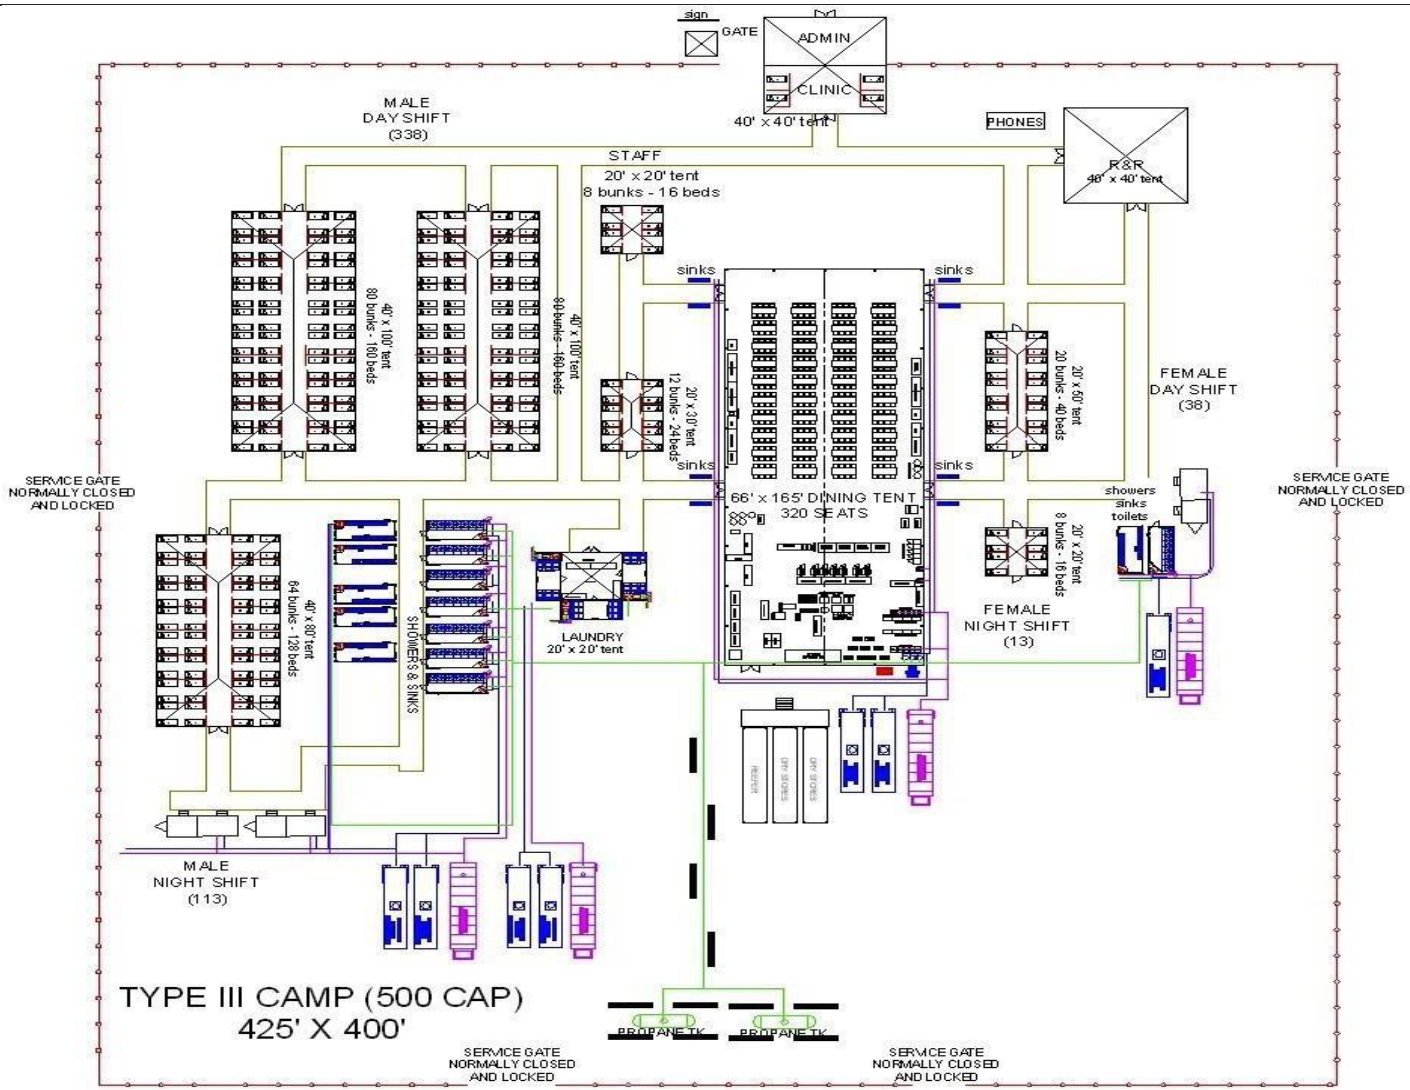 sign
GATE
ADMIN
CLINIC
40' x 40' tent
MALE
DAY SHIFT
(338)
PHONES
R&R
40' x 40' tent
STAFF
20' x 20' tent
8 bunks - 16 beds
sinks
sinks
40' x 100' tent
80 bunks - 160 beds
40' x 100' tent
80 bunks - 160 beds
20' x 30' tent
12 bunks - 24 beds
20' x 60' tent
20 bunks - 40 beds
FEMALE
DAY SHIFT
(38)
sinks
sinks
SERVICE GATE
NORMALLY CLOSED
AND LOCKED
SERVICE GATE
NORMALLY CLOSED
AND LOCKED
66' x 165' DINING TENT
320 SEATS
showers
sinks
toilets
20' x 20' tent
8 bunks - 16 beds
40' x 80' tent
64 bunks - 128 beds
SHOWERS & SINKS
LAUNDRY
20' x 20' tent
FEMALE
NIGHT SHIFT
(13)
REEFER
DRY STORES
DRY STORES
MALE
NIGHT SHIFT
(113)
TYPE III CAMP (500 CAP)
425' X 400'
PROPANE TK
PROPANE TK
SERVICE GATE
NORMALLY CLOSED
AND LOCKED
SERVICE GATE
NORMALLY CLOSED
AND LOCKED